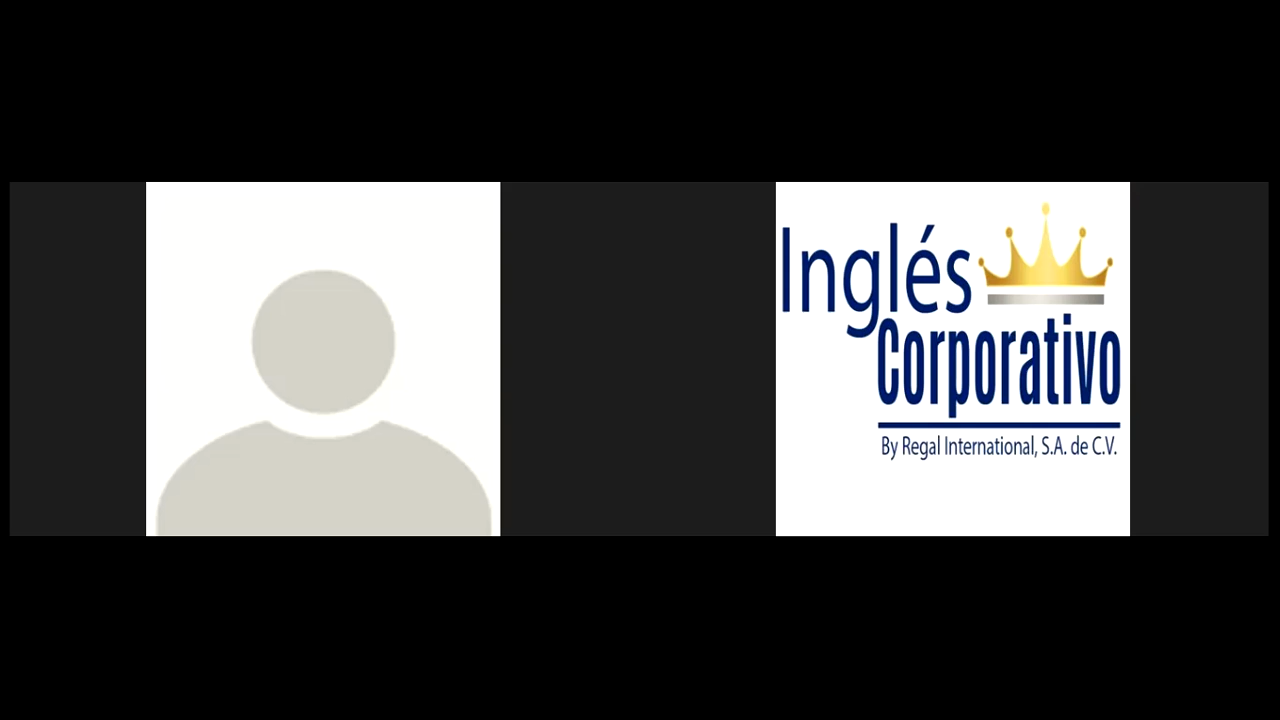 Inglés
Corporativo
By Regal International, S.A. de C.V.